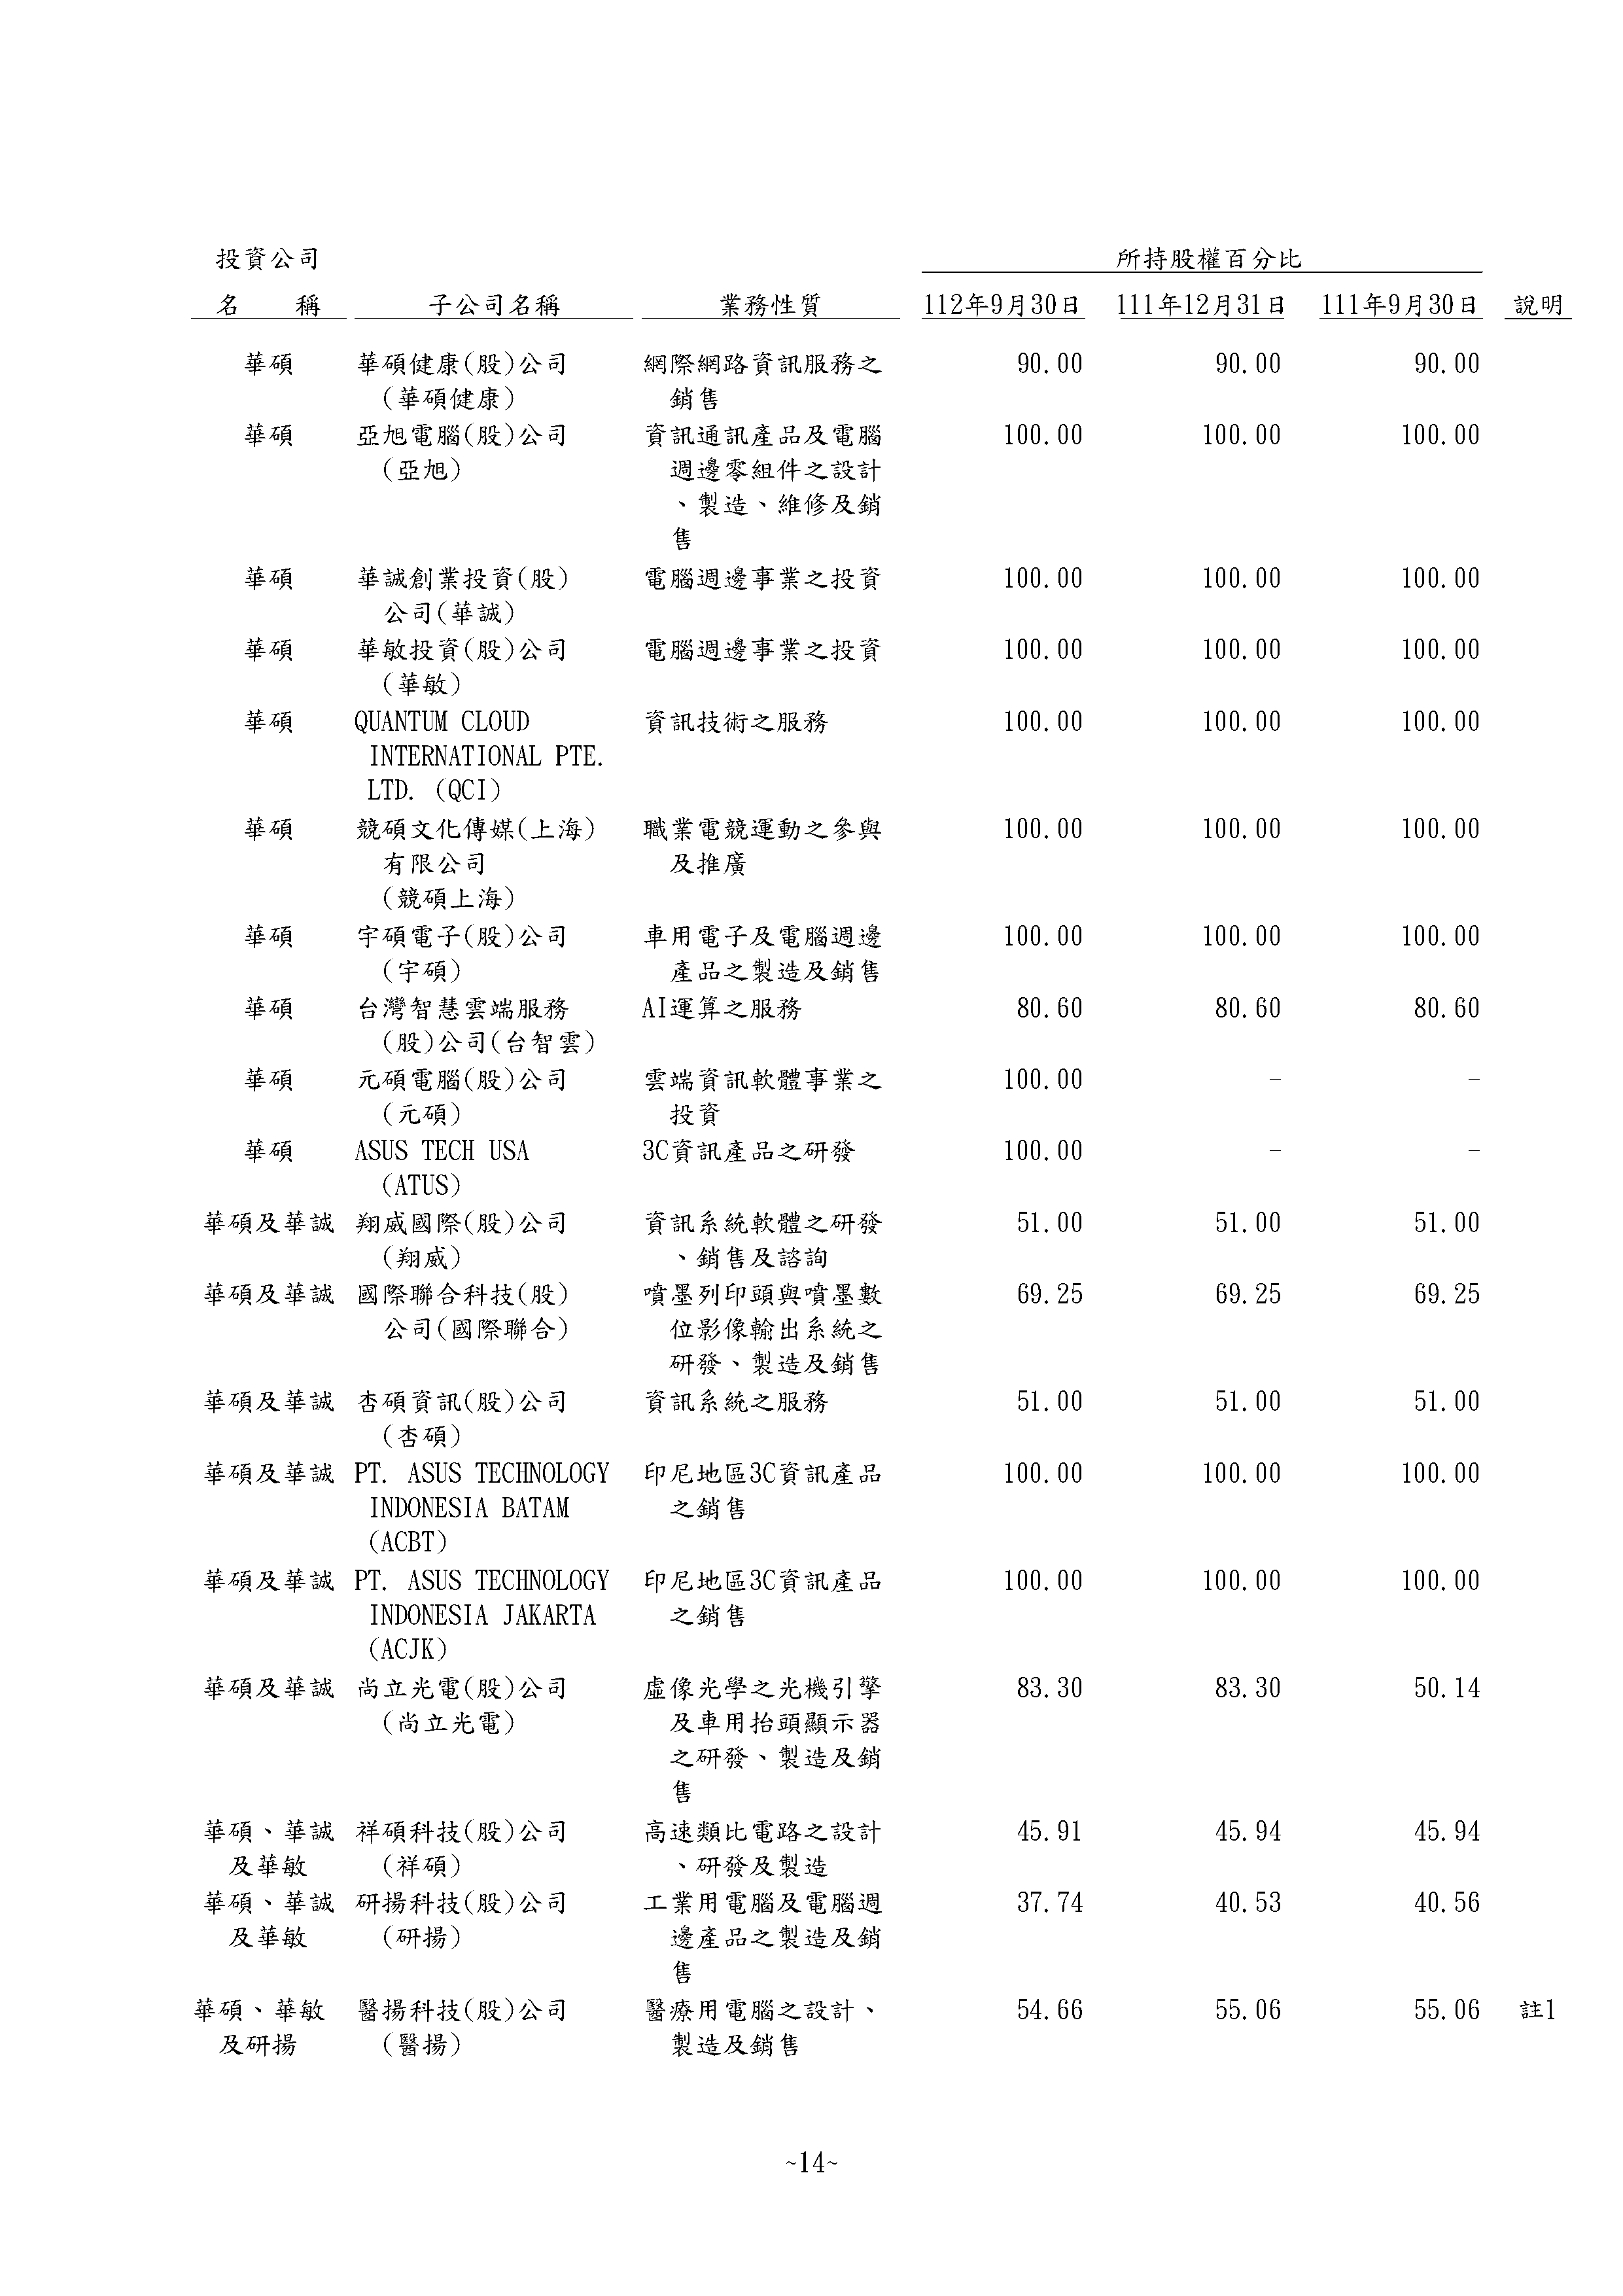 投資公司 所持股權百分比
名 稱 子公司名稱 業務性質 112年9月30日 111年12月31日 111年9月30日 說明
華碩 華碩健康(股)公司 網際網路資訊服務之 90.00 90.00 90.00
(華碩健康) 銷售
華碩 亞旭電腦(股)公司 資訊通訊產品及電腦 100.00 100.00 100.00
(亞旭) 週邊零組件之設計
、製造、維修及銷
售
華碩 華誠創業投資(股) 電腦週邊事業之投資 100.00 100.00 100.00
公司(華誠)
華碩 華敏投資(股)公司 電腦週邊事業之投資 100.00 100.00 100.00
(華敏)
華碩 QUANTUM CLOUD 資訊技術之服務 100.00 100.00 100.00
INTERNATIONAL PTE.
LTD. (QCI)
華碩 競碩文化傳媒(上海) 職業電競運動之參與 100.00 100.00 100.00
有限公司 及推廣
(競碩上海)
華碩 宇碩電子(股)公司 車用電子及電腦週邊 100.00 100.00 100.00
(宇碩) 產品之製造及銷售
華碩 台灣智慧雲端服務 AI運算之服務 80.60 80.60 80.60
(股)公司(台智雲)
華碩 元碩電腦(股)公司 雲端資訊軟體事業之 100.00 - -
(元碩) 投資
華碩 ASUS TECH USA 3C資訊產品之研發 100.00 - -
(ATUS)
華碩及華誠 翔威國際(股)公司 資訊系統軟體之研發 51.00 51.00 51.00
(翔威) 、銷售及諮詢
華碩及華誠 國際聯合科技(股) 噴墨列印頭與噴墨數 69.25 69.25 69.25
公司(國際聯合) 位影像輸出系統之
研發、製造及銷售
華碩及華誠 杏碩資訊(股)公司 資訊系統之服務 51.00 51.00 51.00
(杏碩)
華碩及華誠 PT. ASUS TECHNOLOGY 印尼地區3C資訊產品 100.00 100.00 100.00
INDONESIA BATAM 之銷售
(ACBT)
華碩及華誠 PT. ASUS TECHNOLOGY 印尼地區3C資訊產品 100.00 100.00 100.00
INDONESIA JAKARTA 之銷售
(ACJK)
華碩及華誠 尚立光電(股)公司 虛像光學之光機引擎 83.30 83.30 50.14
(尚立光電) 及車用抬頭顯示器
之研發、製造及銷
售
華碩、華誠 祥碩科技(股)公司 高速類比電路之設計 45.91 45.94 45.94
及華敏 (祥碩) 、研發及製造
華碩、華誠 研揚科技(股)公司 工業用電腦及電腦週 37.74 40.53 40.56
及華敏 (研揚) 邊產品之製造及銷
售
華碩、華敏 醫揚科技(股)公司 醫療用電腦之設計、 54.66 55.06 55.06 註1
及研揚 (醫揚) 製造及銷售
~14~